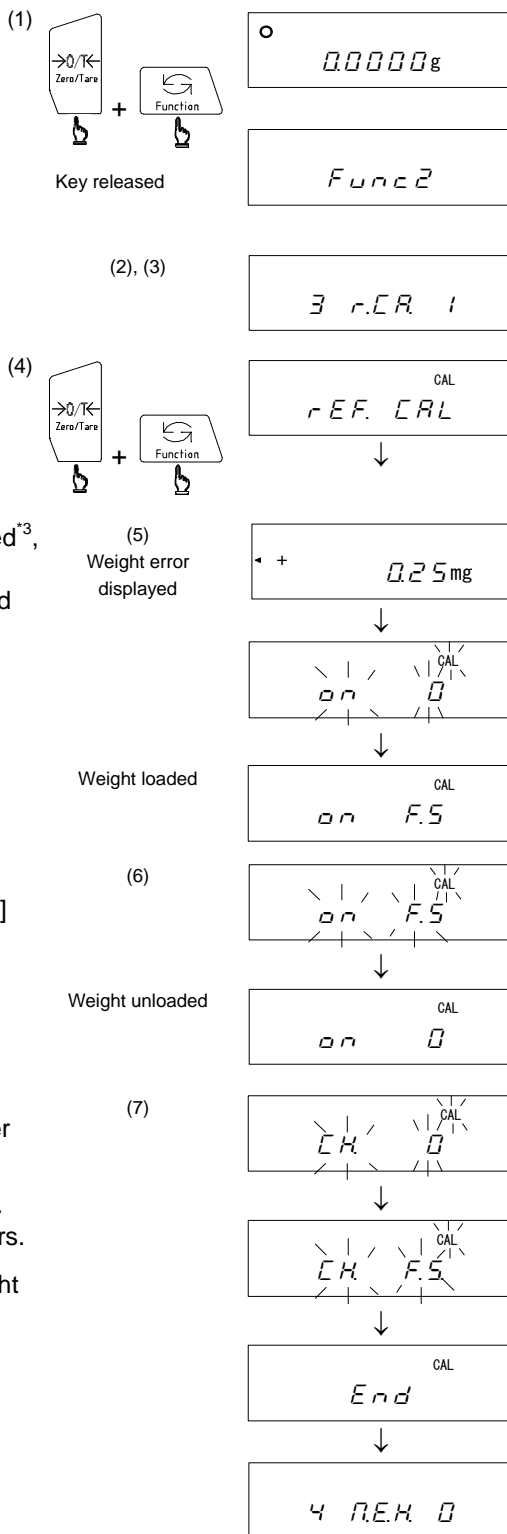 (1)
→0/T←
Zero/Tare
+
Function
0.0000g
Key released
Func2
(2), (3)
3 r.CA. 1
(4)
→0/T←
Zero/Tare
+
Function
CAL
rEF. CAL
↓
ed*3,
d
(5)
Weight error
displayed
+ 0.25mg
↓
CAL
on 0
↓
Weight loaded
CAL
on F.S
]
(6)
CAL
on F.S
↓
Weight unloaded
CAL
on 0
er
.
rs.
ht
(7)
CAL
CH. 0
↓
CAL
CH. F.S.
↓
CAL
End
↓
4 M.E.H. 0